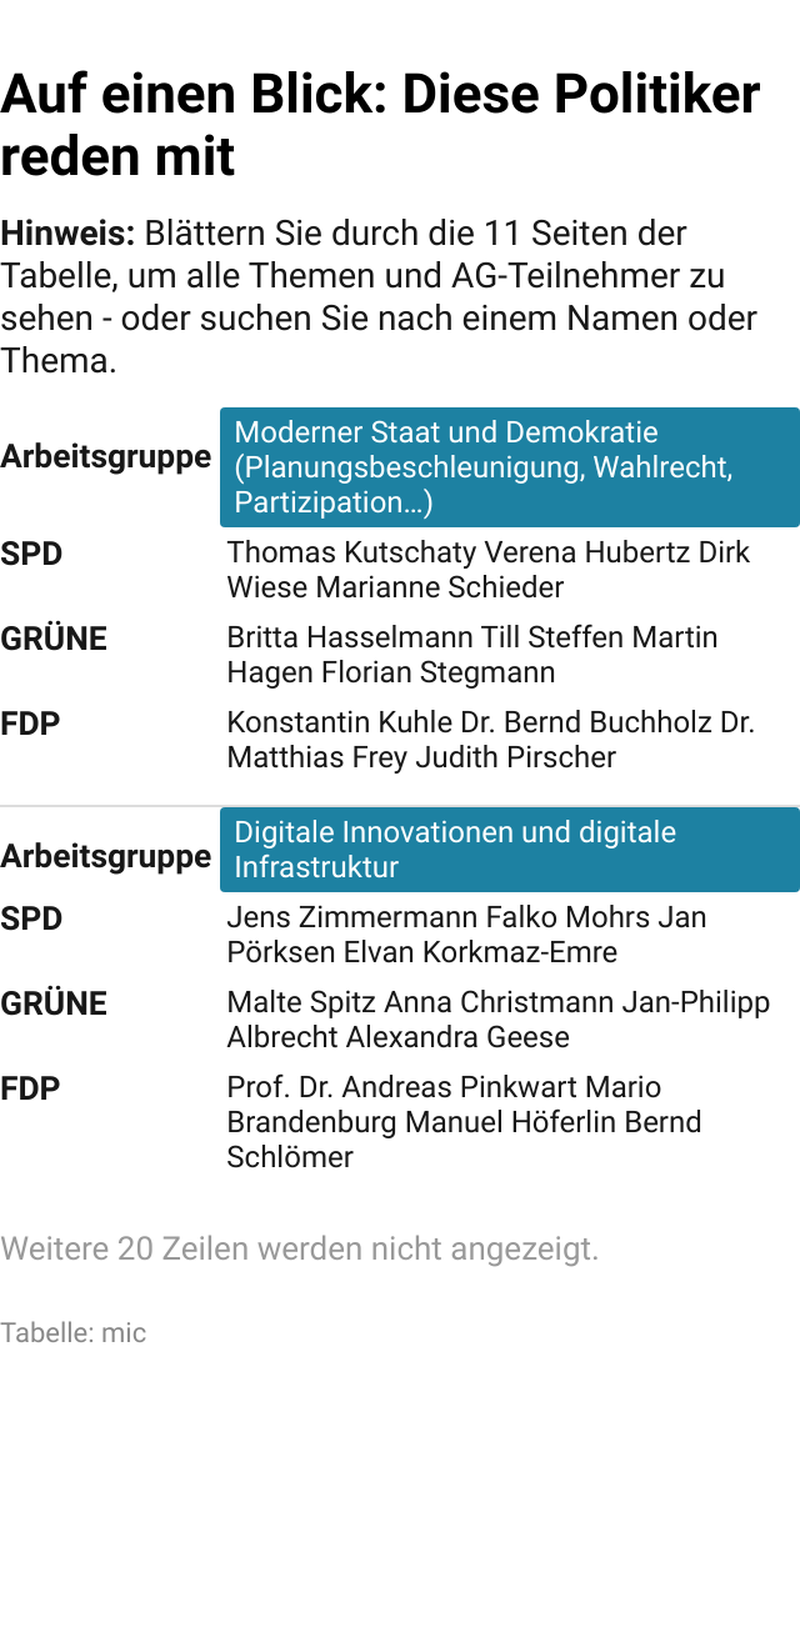 Auf einen Blick: Diese Politiker
reden mit
Hinweis: Blättern Sie durch die 11 Seiten der
Tabelle, um alle Themen und AG-Teilnehmer zu
sehen - oder suchen Sie nach einem Namen oder
Thema.
Arbeitsgruppe
Moderner Staat und Demokratie
(Planungsbeschleunigung, Wahlrecht,
Partizipation...)
SPD
Thomas Kutschaty Verena Hubertz Dirk
Wiese Marianne Schieder
GRÜNE
Britta Hasselmann Till Steffen Martin
Hagen Florian Stegmann
FDP
Konstantin Kuhle Dr. Bernd Buchholz Dr.
Matthias Frey Judith Pirscher
Arbeitsgruppe
Digitale Innovationen und digitale
Infrastruktur
SPD
Jens Zimmermann Falko Mohrs Jan
Pörksen Elvan Korkmaz-Emre
GRÜNE
Malte Spitz Anna Christmann Jan-Philipp
Albrecht Alexandra Geese
FDP
Prof. Dr. Andreas Pinkwart Mario
Brandenburg Manuel Höferlin Bernd
Schlömer
Weitere 20 Zeilen werden nicht angezeigt.
Tabelle: mic